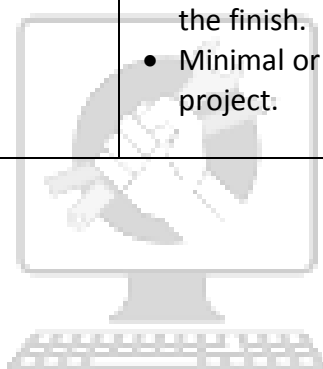 the finish.
• Minimal or
project.